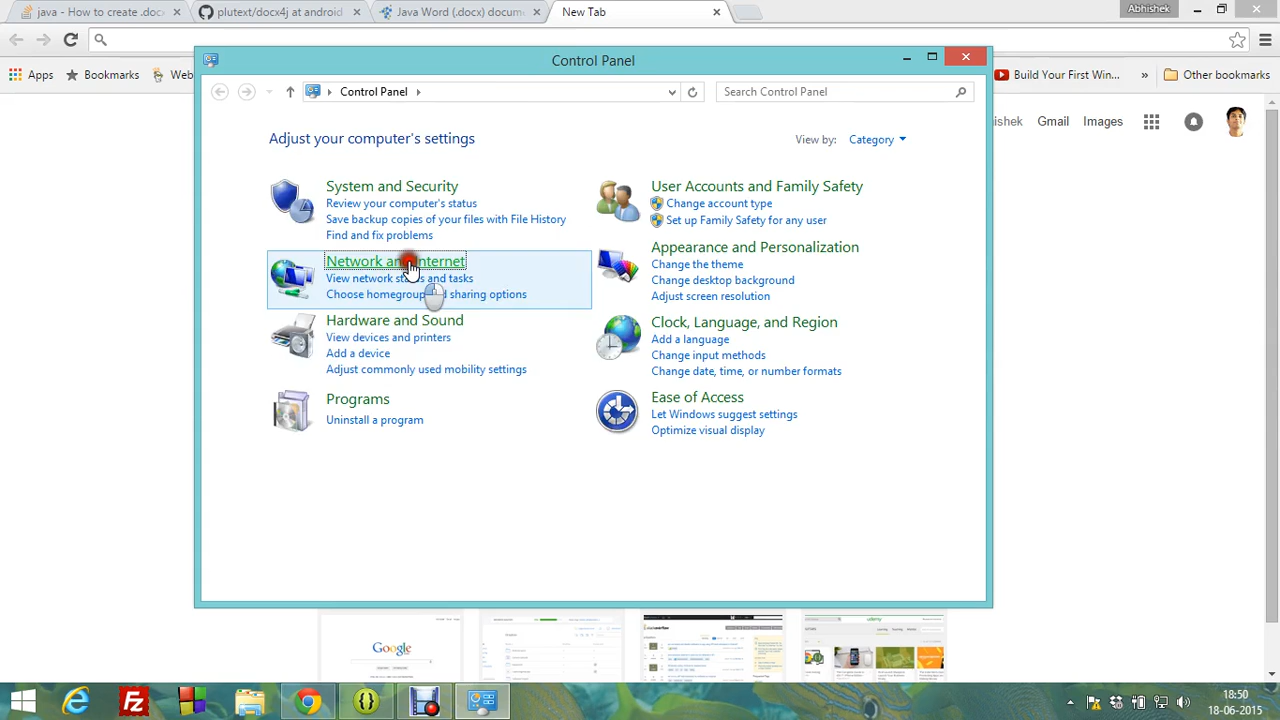 java - How to create .docx
plutext/docx4j at android
Java Word (.docx) docum
New Tab
Abhishek
Apps
Bookmarks
Web
Build Your First Win...
»
Other bookmarks
Control Panel
Control Panel
Search Control Panel
Gmail
Images
Adjust your computer's settings
View by:
Category
System and Security
Review your computer's status
Save backup copies of your files with File History
Find and fix problems
Network and Internet
View network status and tasks
Choose homegroup and sharing options
Hardware and Sound
View devices and printers
Add a device
Adjust commonly used mobility settings
Programs
Uninstall a program
User Accounts and Family Safety
Change account type
Set up Family Safety for any user
Appearance and Personalization
Change the theme
Change desktop background
Adjust screen resolution
Clock, Language, and Region
Add a language
Change input methods
Change date, time, or number formats
Ease of Access
Let Windows suggest settings
Optimize visual display
Google
udemy
18:50
18-06-2015